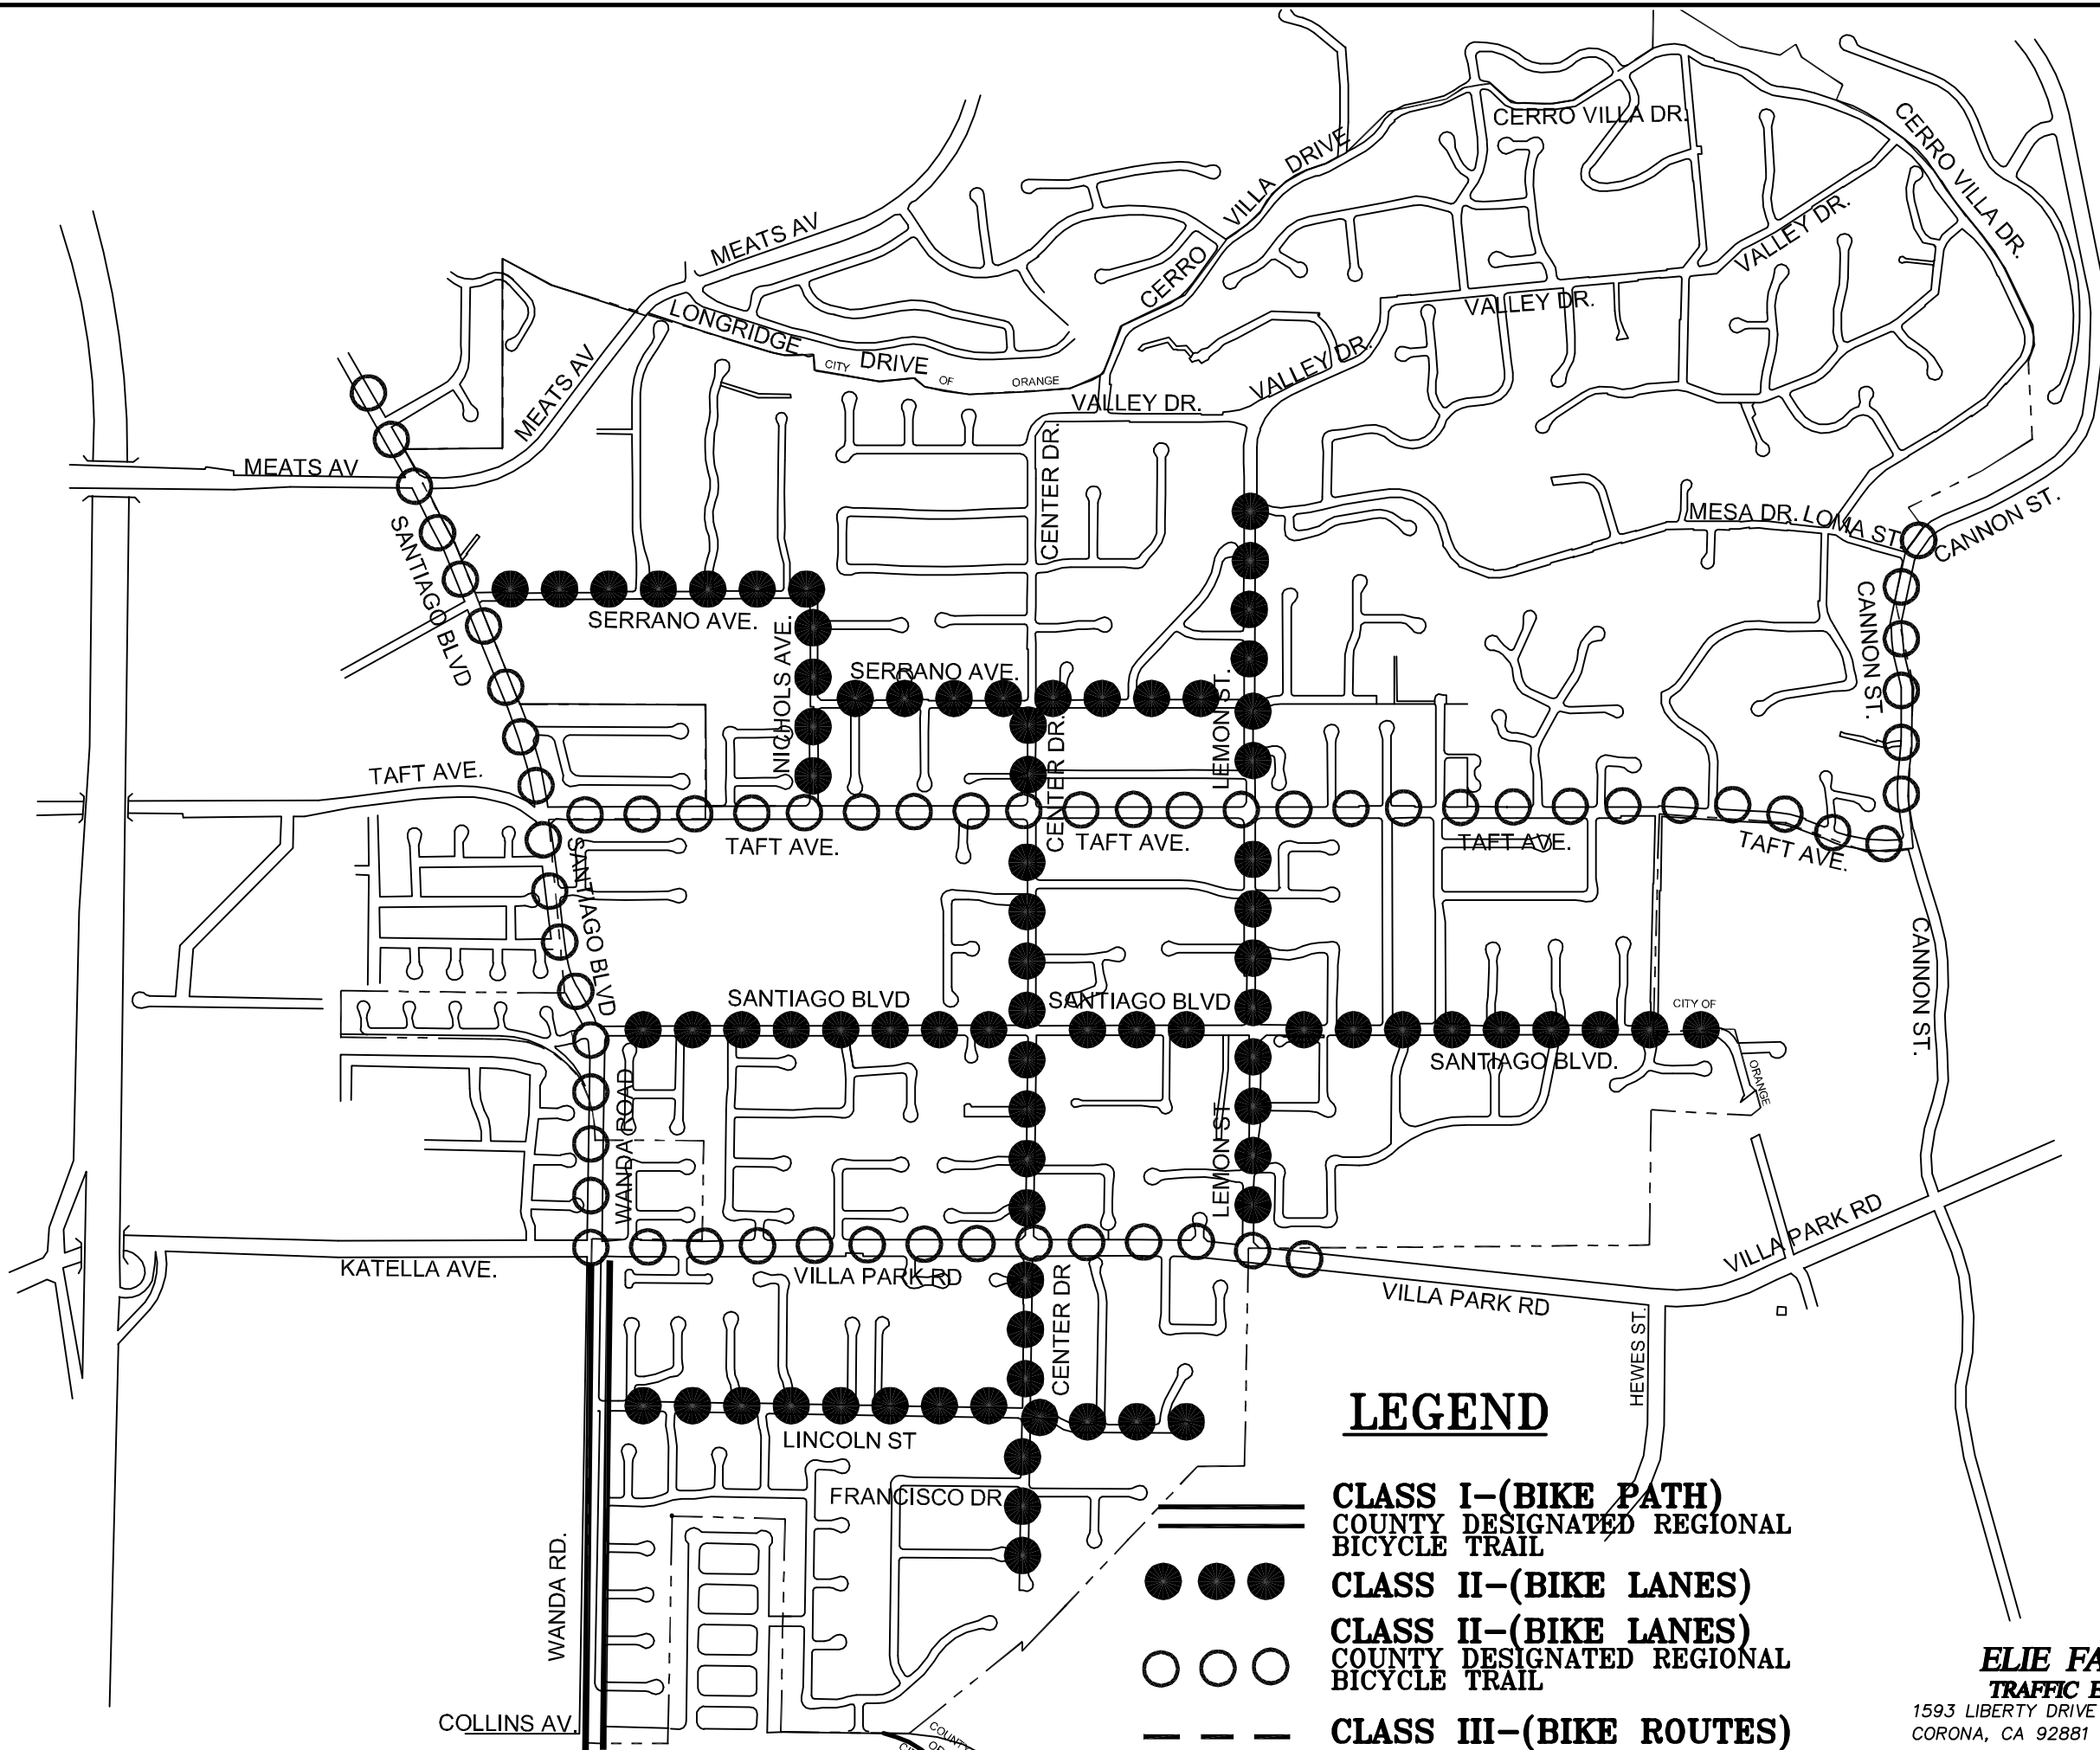 CERRO VILLA DR.
CERRO VILLA DR.
CERRO VILLA DRIVE
MEATS AV
VALLEY DR.
VALLEY DR.
LONGRIDGE DRIVE
CITY OF ORANGE
MEATS AV
VALLEY DR.
VALLEY DR.
CENTER DR.
MEATS AV
MESA DR.
LOMA ST
CANNON ST.
SANTIAGO BLVD
SERRANO AVE.
NICHOLS AVE.
SERRANO AVE.
CANNON ST.
LEMON ST.
CENTER DR.
TAFT AVE.
TAFT AVE.
TAFT AVE.
TAFT AVE.
TAFT AVE.
SANTIAGO BLVD
CANNON ST.
SANTIAGO BLVD
SANTIAGO BLVD
CITY OF
ORANGE
SANTIAGO BLVD.
WANDA ROAD
LEMON ST
VILLA PARK RD
KATELLA AVE.
VILLA PARK RD
VILLA PARK RD
CENTER DR
HEWES ST.
LINCOLN ST
FRANCISCO DR
WANDA RD.
COLLINS AV.
COUNTY
OF
LEGEND
CLASS I-(BIKE PATH)
COUNTY DESIGNATED REGIONAL
BICYCLE TRAIL
CLASS II-(BIKE LANES)
CLASS II-(BIKE LANES)
COUNTY DESIGNATED REGIONAL
BICYCLE TRAIL
CLASS III-(BIKE ROUTES)
ELIE
TRAFFIC
1593 LIBERTY DRIVE
CORONA, CA 92881